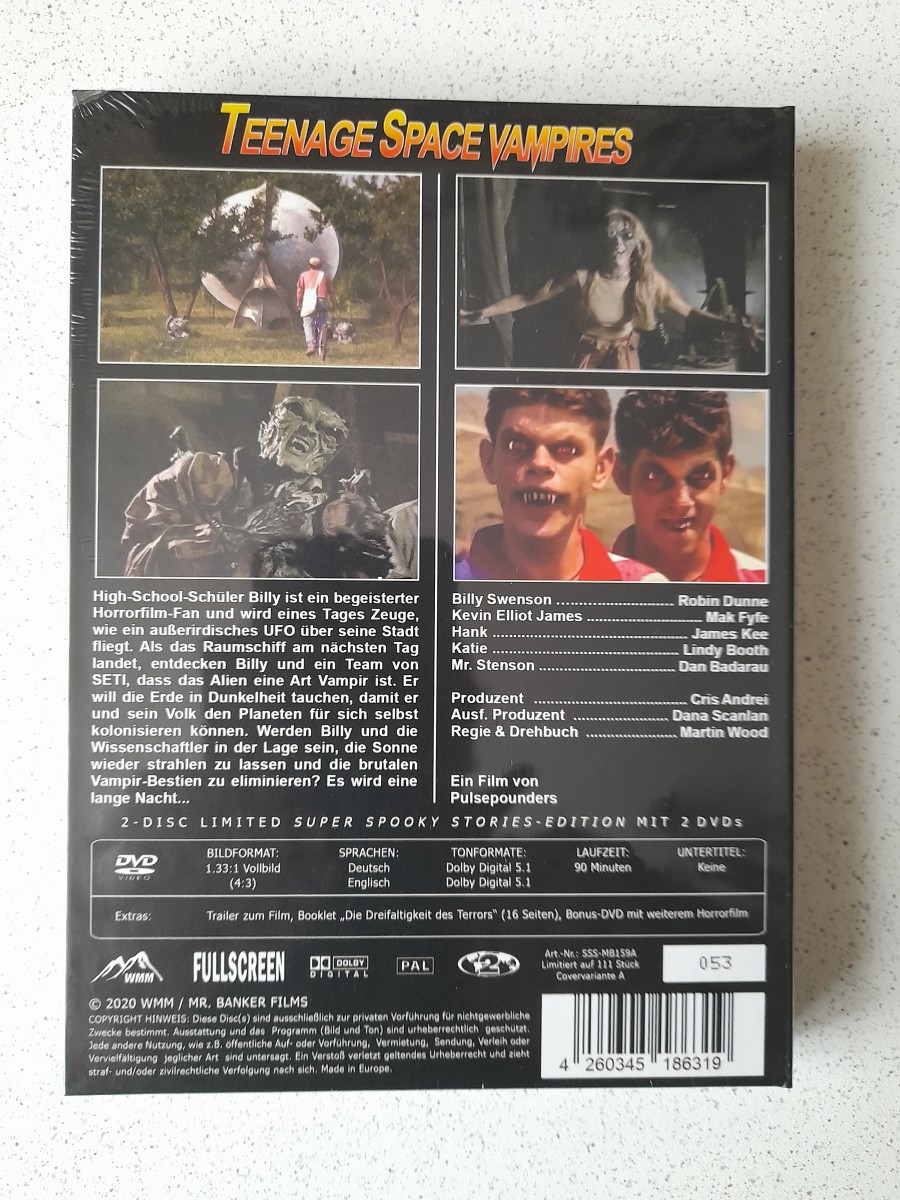 TEENAGE SPACE VAMPIRES
High-School-Schüler Billy ist ein begeisterter
Horrorfilm-Fan und wird eines Tages Zeuge,
wie ein außerirdisches UFO über seine Stadt
fliegt. Als das Raumschiff am nächsten Tag
landet, entdecken Billy und ein Team von
SETI, dass das Alien eine Art Vampir ist. Er
will die Erde in Dunkelheit tauchen, damit er
und sein Volk den Planeten für sich selbst
kolonisieren können. Werden Billy und die
Wissenschaftler in der Lage sein, die Sonne
wieder strahlen zu lassen und die brutalen
Vampir-Bestien zu eliminieren? Es wird eine
lange Nacht...
Billy Swenson .......................... Robin Dunne
Kevin Elliot James .......................... Mak Fyfe
Hank ............................................ James Kee
Katie .......................................... Lindy Booth
Mr. Stenson .............................. Dan Badarau
Produzent .................................. Cris Andrei
Ausf. Produzent ..................... Dana Scanlan
Regie & Drehbuch .................... Martin Wood
Ein Film von
Pulsepounders
2-DISC LIMITED SUPER SPOOKY STORIES-EDITION MIT 2 DVDs
DVD
VIDEO
BILDFORMAT:
1.33:1 Vollbild
(4:3)
SPRACHEN:
Deutsch
Englisch
TONFORMATE:
Dolby Digital 5.1
Dolby Digital 5.1
LAUFZEIT:
90 Minuten
UNTERTITEL:
Keine
Extras: Trailer zum Film, Booklet „Die Dreifaltigkeit des Terrors" (16 Seiten), Bonus-DVD mit weiterem Horrorfilm
WMM
FULLSCREEN
DOLBY
DIGITAL
PAL
2
Art.-Nr.: SSS-MB159A
Limitiert auf 111 Stück
Covervariante A
053
© 2020 WMM / MR. BANKER FILMS
COPYRIGHT HINWEIS: Diese Disc(s) sind ausschließlich zur privaten Vorführung für nichtgewerbliche
Zwecke bestimmt. Ausstattung und das Programm (Bild und Ton) sind urheberrechtlich geschützt.
Jede andere Nutzung, wie z.B. öffentliche Auf- oder Vorführung, Vermietung, Sendung, Verleih oder
Vervielfältigung jeglicher Art sind untersagt. Ein Verstoß verletzt geltendes Urheberrecht und zieht
straf- und/oder zivilrechtliche Verfolgung nach sich. Made in Europe.
4 260345 186319